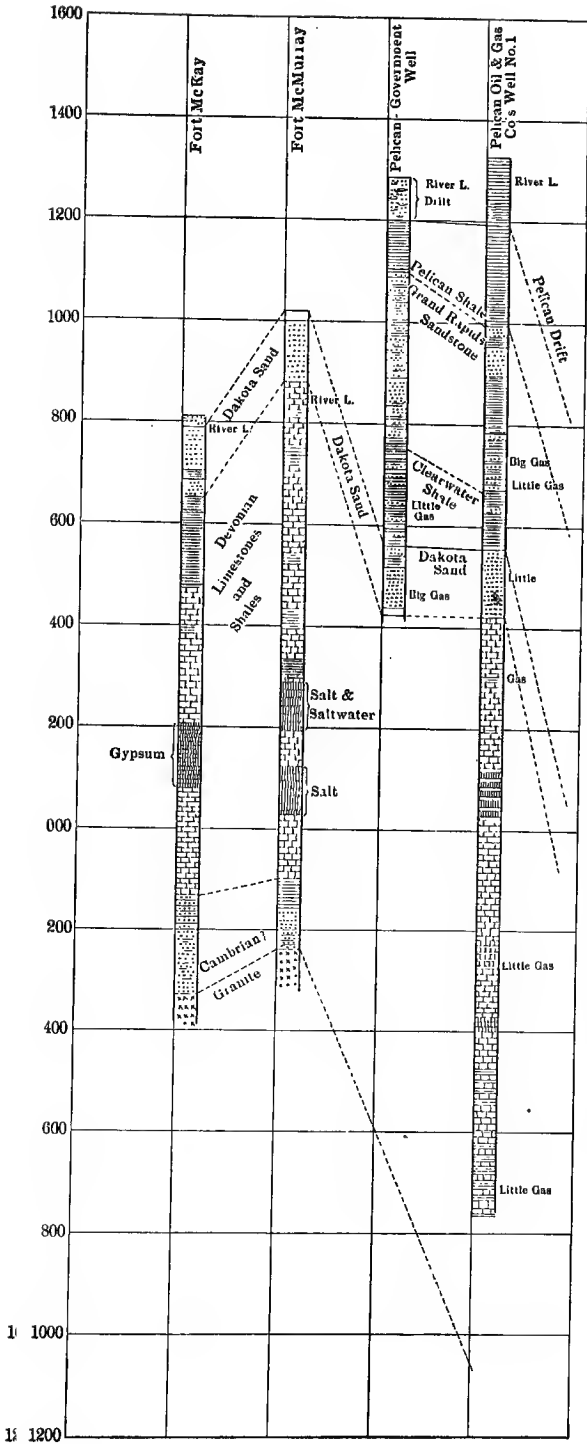 1600
1400
1200
1000
800
600
400
200
000
200
400
600
800
1000
1200
Fort McKay
Fort McMurray
Pelican - Goverment
Well
Pelican Oil & Gas
Co's Well No.1
River L.
Drift
River L.
Pelican Shale
Grand Rapids
Sandstone
Pelican Drift
Dakota Sand
River L.
River L.
Dakota Sand
Devonian
Limestones
and
Shales
Clearwater
Shale
Little
Gas
Big Gas
Little Gas
Dakota
Sand
Big Gas
Little
Gas
Salt &
Saltwater
Gypsum
Salt
Cambrian?
Granite
Little Gas
Little Gas